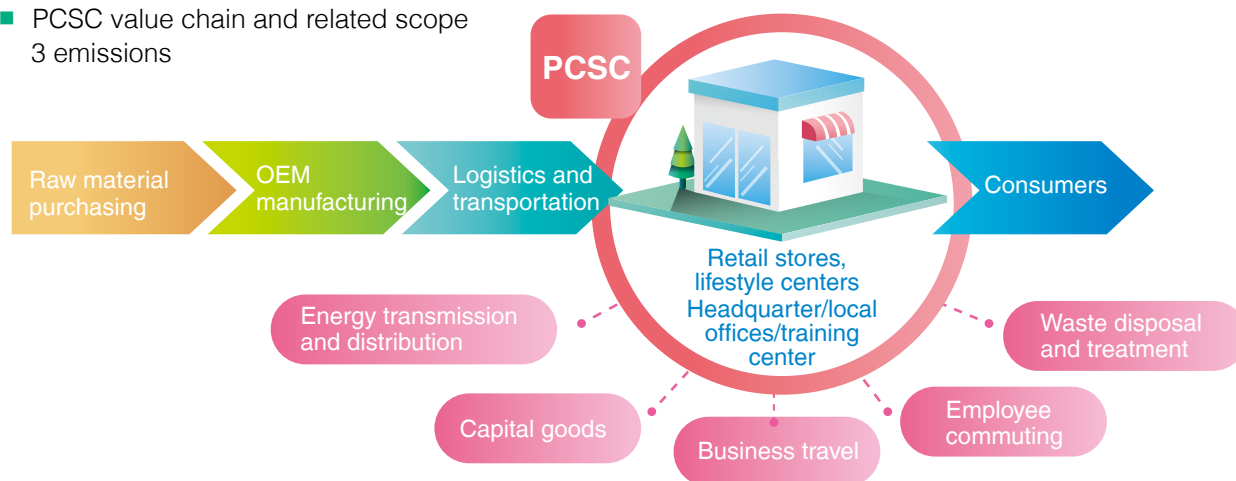 PCSC value chain and related scope
3 emissions
PCSC
Raw material
purchasing
OEM
manufacturing
Logistics and
transportation
Consumers
Retail stores,
lifestyle centers
Headquarter/local
offices/training
center
Energy transmission
and distribution
Capital goods
Business travel
Employee
commuting
Waste disposal
and treatment